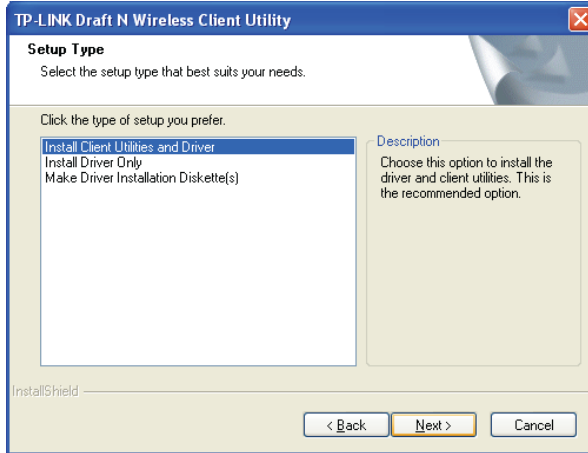 TP-LINK Draft N Wireless Client Utility
Setup Type
Select the setup type that best suits your needs.
Click the type of setup you prefer.
Install Client Utilities and Driver
Install Driver Only
Make Driver Installation Diskette(s)
Description
Choose this option to install the
driver and client utilities. This is
the recommended option.
InstallShield
< Back
Next >
Cancel